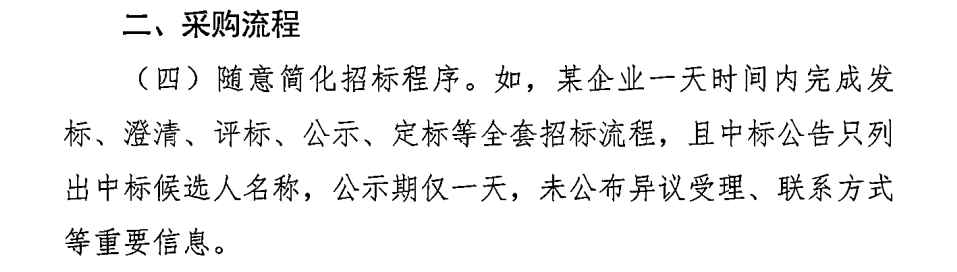 二、采购流程
（四）随意简化招标程序。如，某企业一天时间内完成发
标、澄清、评标、公示、定标等全套招标流程，且中标公告只列
出中标候选人名称，公示期仅一天，未公布异议受理、联系方式
等重要信息。